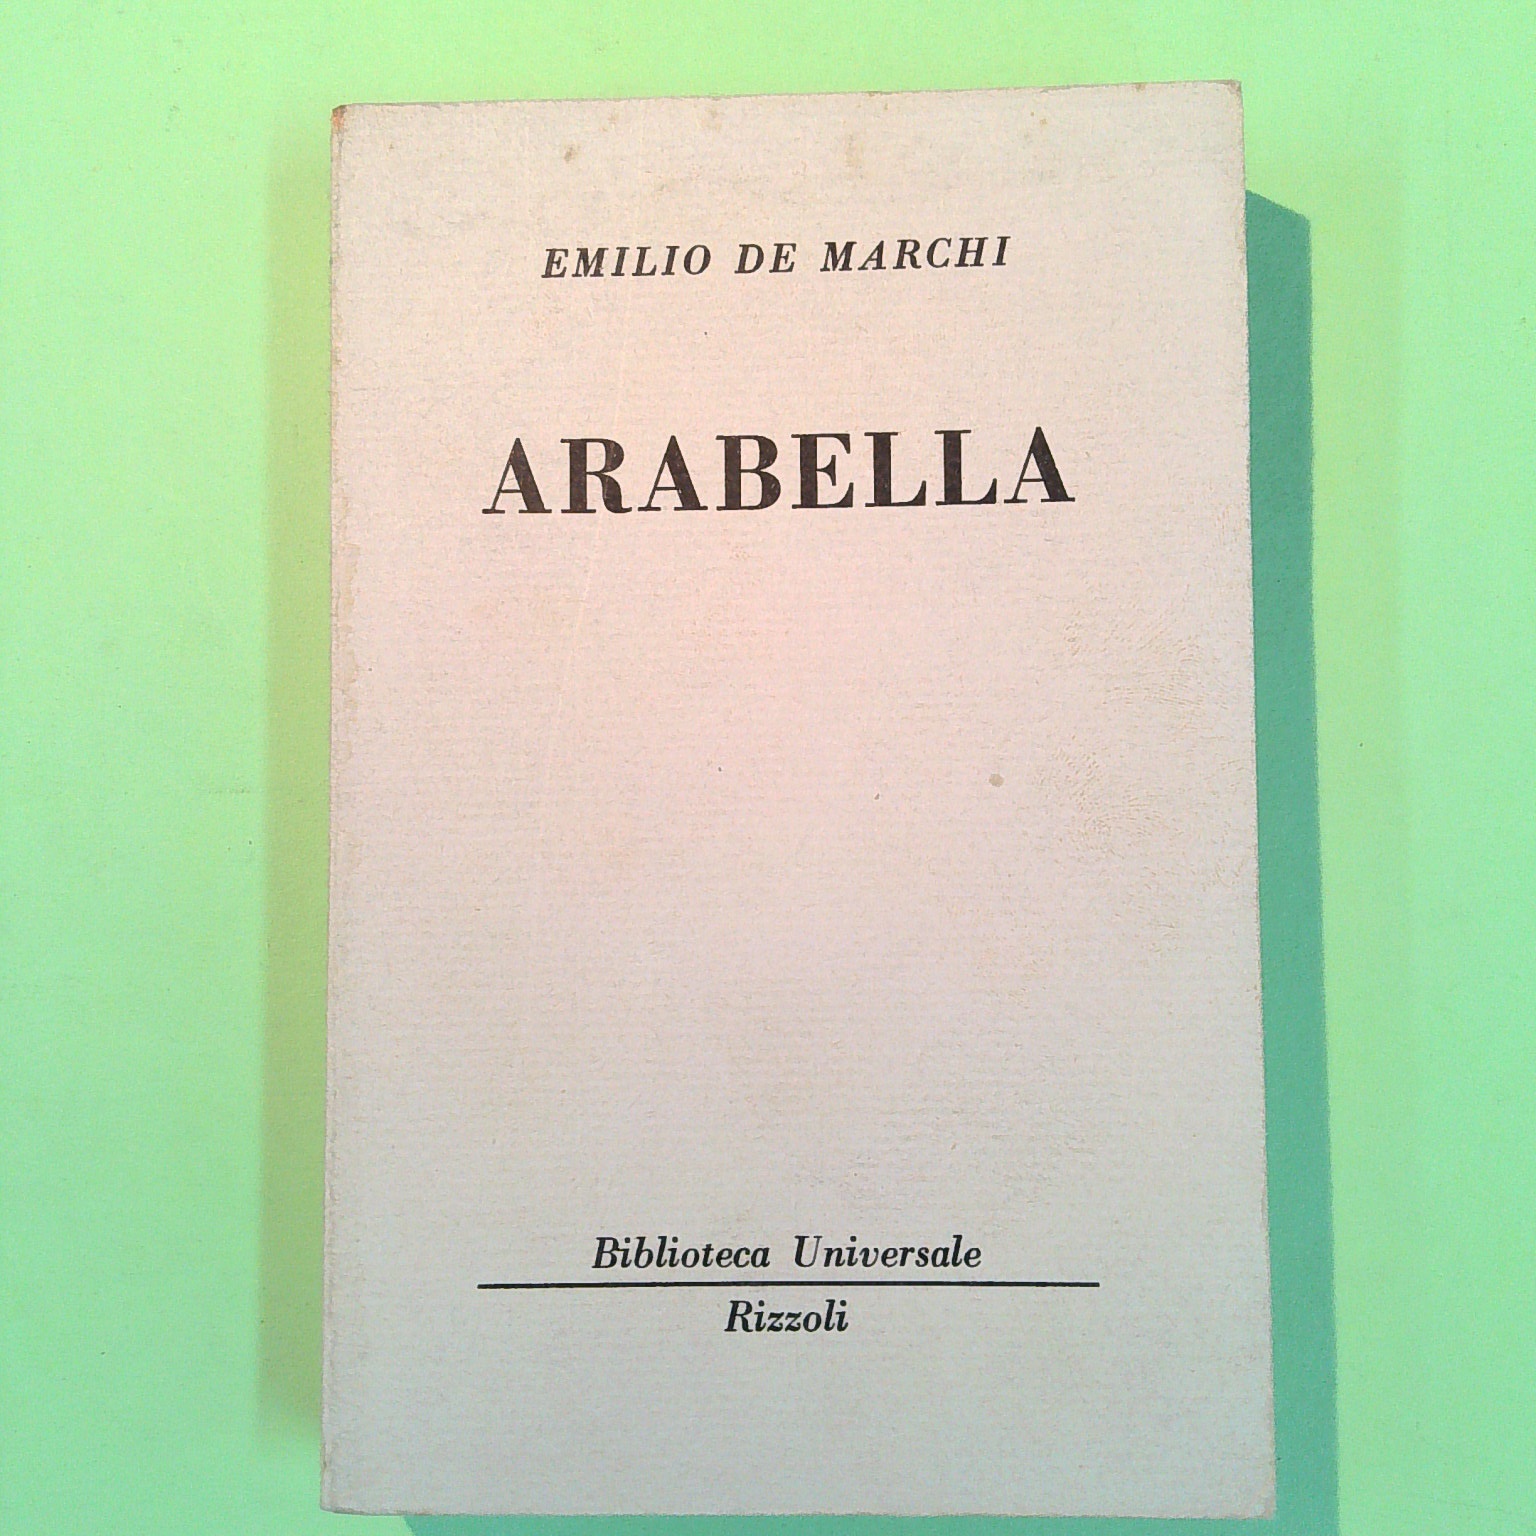 EMILIO DE MARCHI
ARABELLA
Biblioteca Universale
Rizzoli